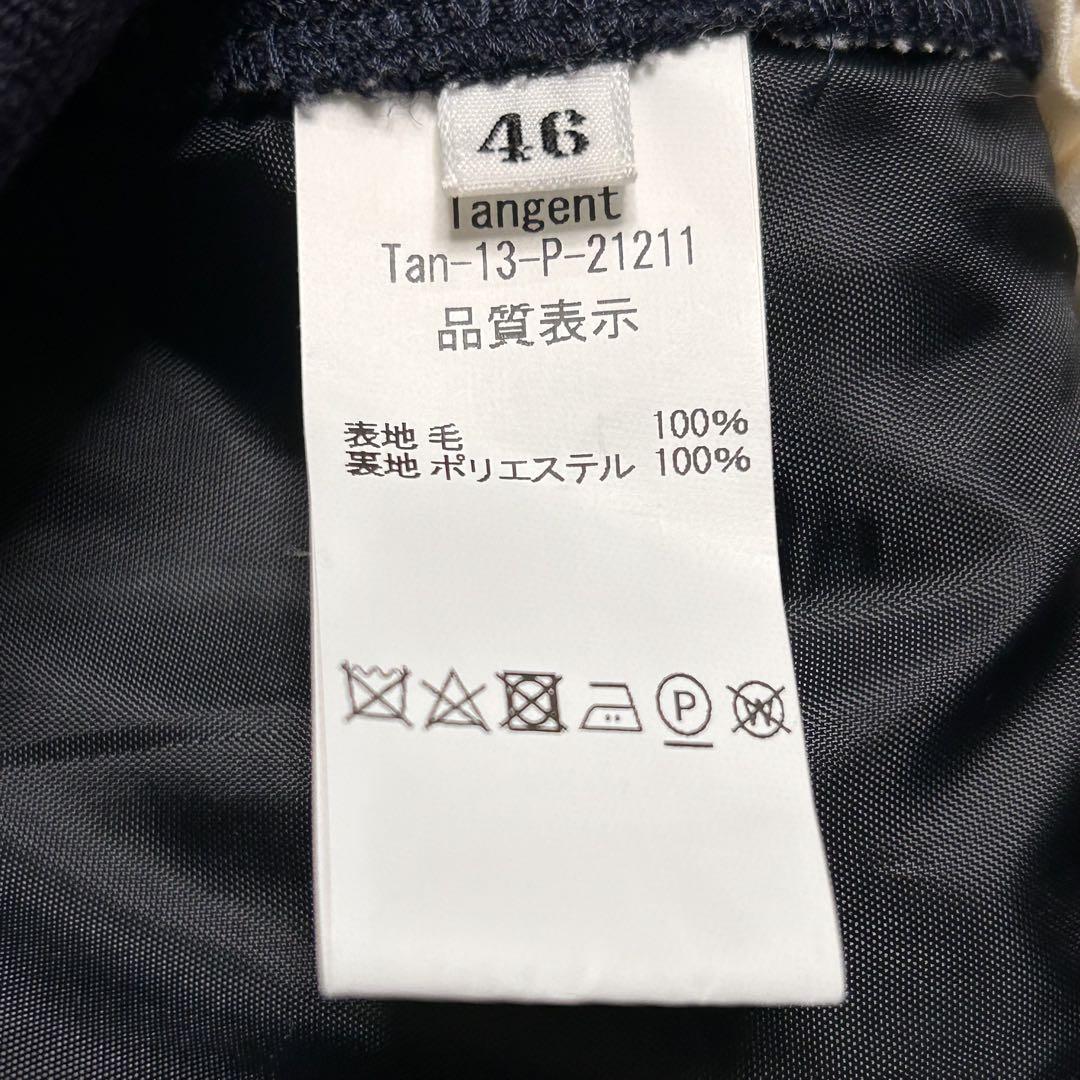 46
Tangent
Tan-13-P-21211
品質表示
表地 毛 100%
裏地 ポリエステル 100%
P
W